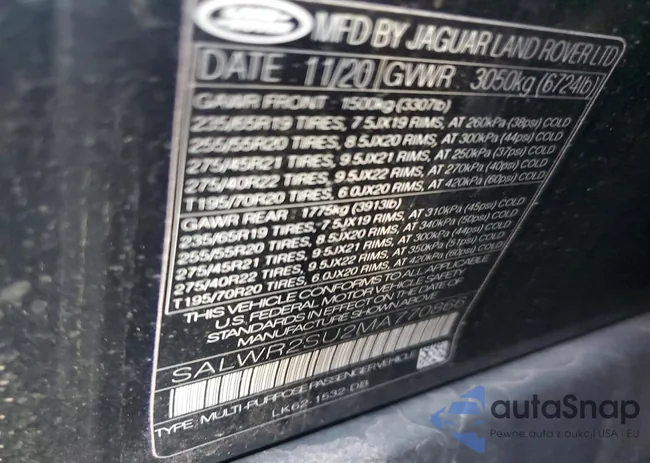 MFD BY JAGUAR LAND ROVER LTD
DATE 11/20 GVWR 3050kg (6724lb)
GAWR FRONT 1500kg (3307lb)
235/65R19 TIRES, 7.5JX19 RIMS, AT 260kPa (38psi) COLD
255/55R20 TIRES, 8.5JX20 RIMS, AT 300kPa (44psi) COLD
275/45R21 TIRES, 9.5JX21 RIMS, AT 250kPa (37psi) COLD
275/40R22 TIRES, 9.5JX22 RIMS, AT 270kPa (40psi) COLD
T195/70R20 TIRES, 6.0JX20 RIMS, AT 420kPa (60psi) COLD
GAWR REAR 1775kg (3913lb)
235/65R19 TIRES, 7.5JX19 RIMS, AT 310kPa (45psi) COLD
255/55R20 TIRES, 8.5JX20 RIMS, AT 340kPa (50psi) COLD
275/45R21 TIRES, 9.5JX21 RIMS, AT 300kPa (44psi) COLD
275/40R22 TIRES, 9.5JX22 RIMS, AT 350kPa (51psi) COLD
T195/70R20 TIRES, 6.0JX20 RIMS, AT 420kPa (60psi) COLD
THIS VEHICLE CONFORMS TO ALL APPLICABLE
U.S. FEDERAL MOTOR VEHICLE SAFETY
STANDARDS IN EFFECT ON THE DATE OF
MANUFACTURE SHOWN ABOVE.
SALWR2SU2MA770866
TYPE: MULTI-PURPOSE PASSENGER VEHICLE
LK62-1532-DB
autaSnap
Pewne auta z aukcji USA - EU